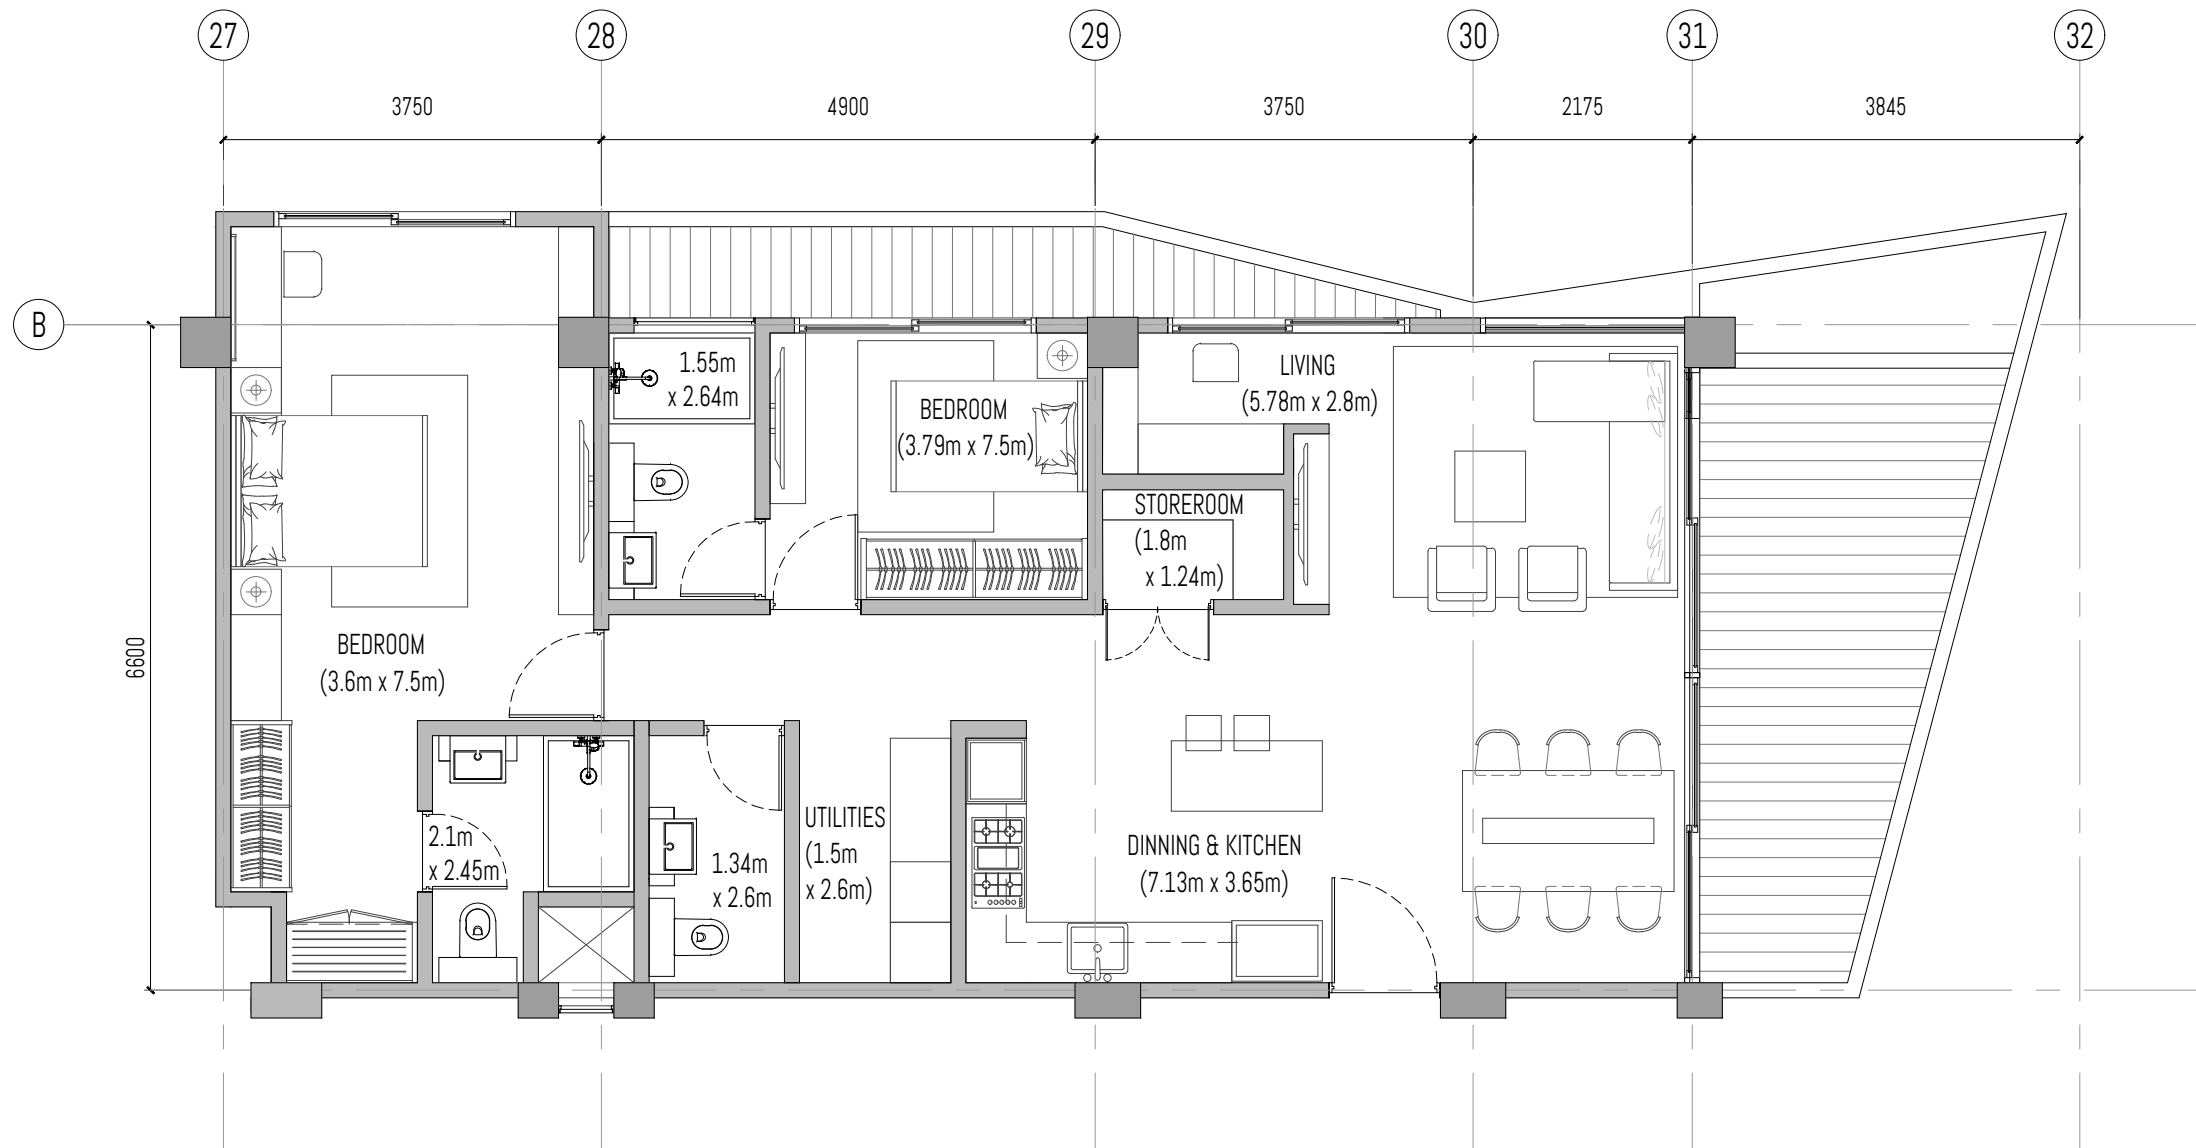 27
28
29
30
31
32
3750
4900
3750
2175
3845
B
6600
1.55m
x 2.64m
BEDROOM
(3.79m x 7.5m)
LIVING
(5.78m x 2.8m)
STOREROOM
(1.8m
x 1.24m)
BEDROOM
(3.6m x 7.5m)
2.1m
x 2.45m
1.34m
x 2.6m
UTILITIES
(1.5m
x 2.6m)
DINNING & KITCHEN
(7.13m x 3.65m)